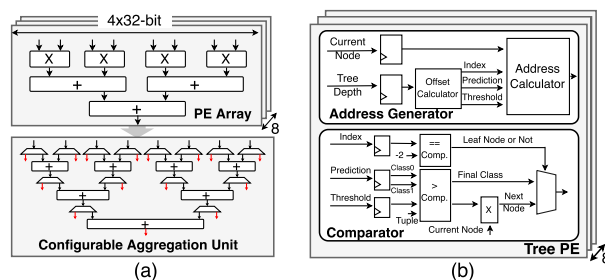 4x32-bit
X X X X
+ +
+
PE Array
8
+ + + +
+ +
+
Configurable Aggregation Unit
(a)
Current
Node
Tree
Depth
Offset
Calculator
Index
Prediction
Threshold
Address
Calculator
Address Generator
Index
-2
==
Comp.
Leaf Node or Not
Prediction
Class0
Class1
>
Comp.
Final Class
Threshold
Tuple
X
Next
Node
Current Node
Comparator
Tree PE
8
(b)